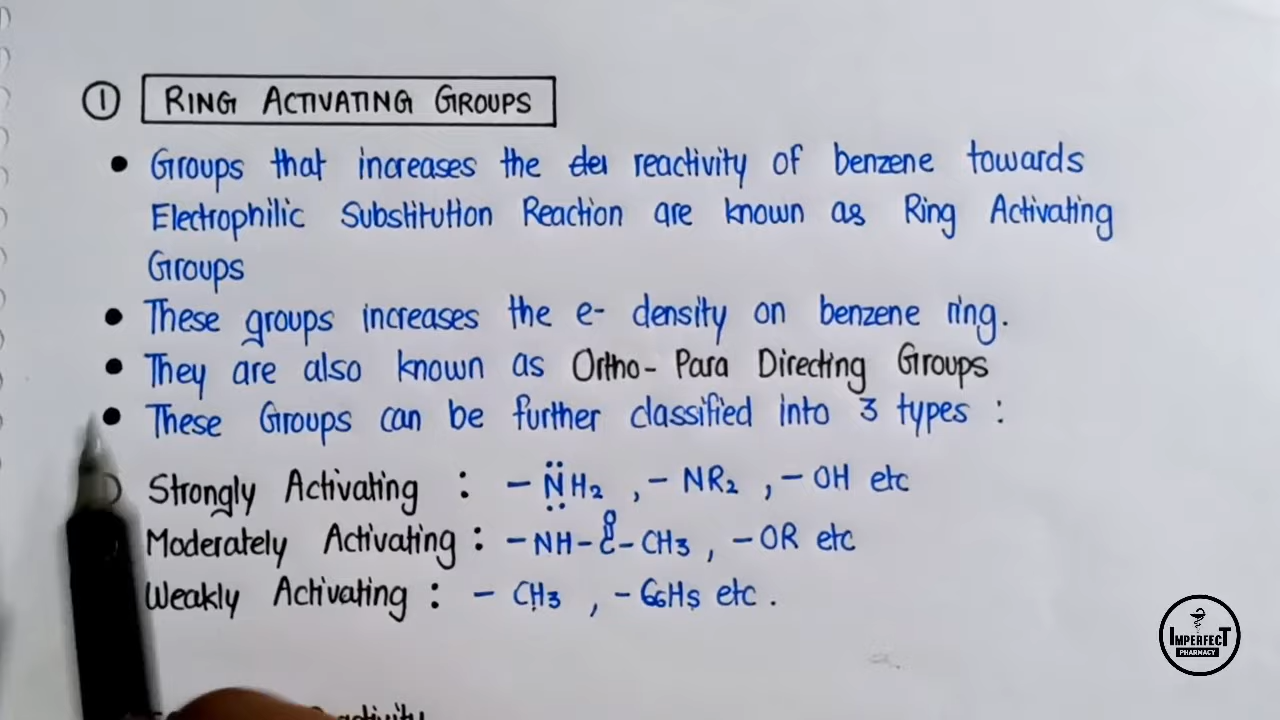 ① RING ACTIVATING GROUPS
• Groups that increases the reactivity of benzene towards
Electrophilic Substitution Reaction are known as Ring Activating
Groups
• These groups increases the e- density on benzene ring.
• They are also known as Ortho-Para Directing Groups
• These Groups can be further classified into 3 types :
Strongly Activating : – N̈H₂ , – NR₂ , – OH etc
Moderately Activating : – NH – C – CH₃ , – OR etc
O
Weakly Activating : – CH₃ , – C₆H₅ etc .
IMPERFECT
PHARMACY